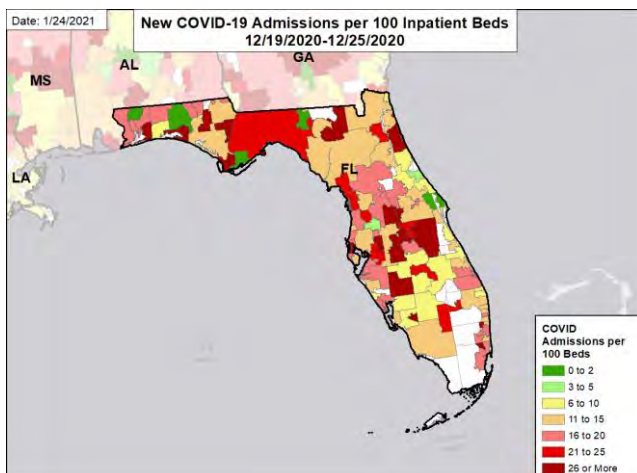 Date: 1/24/2021
New COVID-19 Admissions per 100 Inpatient Beds
12/19/2020-12/25/2020
MS
AL
GA
LA
FL
COVID
Admissions per
100 Beds
0 to 2
3 to 5
6 to 10
11 to 15
16 to 20
21 to 25
26 or More